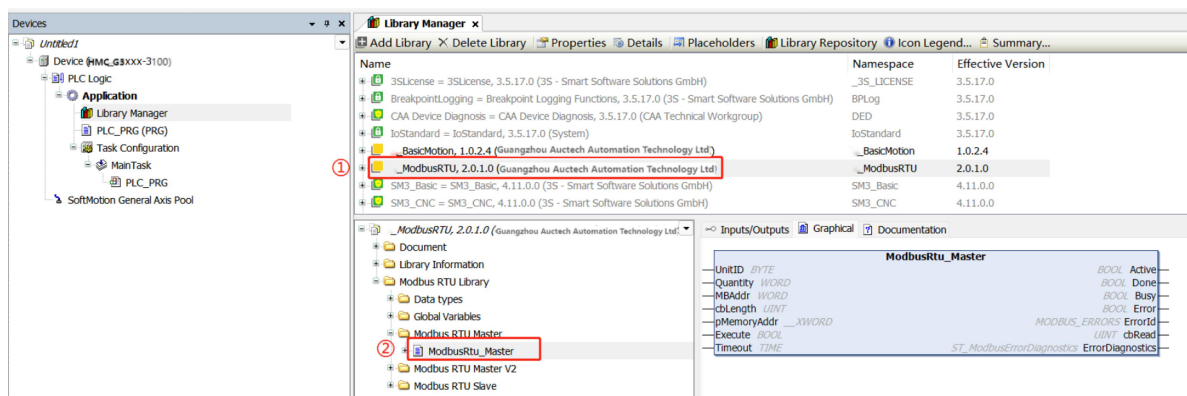 Devices
Untitled1
Device (HMC_G3xxx-3100)
PLC Logic
Application
Library Manager
PLC_PRG (PRG)
Task Configuration
MainTask
PLC_PRG
SoftMotion General Axis Pool
Library Manager
Add Library Delete Library Properties Details Placeholders Library Repository Icon Legend... Summary...
Name Namespace Effective Version
3SLicense = 3SLicense, 3.5.17.0 (3S - Smart Software Solutions GmbH) _3S_LICENSE 3.5.17.0
BreakpointLogging = Breakpoint Logging Functions, 3.5.17.0 (3S - Smart Software Solutions GmbH) BPLog 3.5.17.0
CAA Device Diagnosis = CAA Device Diagnosis, 3.5.17.0 (CAA Technical Workgroup) DED 3.5.17.0
IoStandard = IoStandard, 3.5.17.0 (System) IoStandard 3.5.17.0
_BasicMotion, 1.0.2.4 (Guangzhou Auctech Automation Technology Ltd.) _BasicMotion 1.0.2.4
① _ModbusRTU, 2.0.1.0 (Guangzhou Auctech Automation Technology Ltd) _ModbusRTU 2.0.1.0
SM3_Basic = SM3_Basic, 4.11.0.0 (3S - Smart Software Solutions GmbH) SM3_Basic 4.11.0.0
SM3_CNC = SM3_CNC, 4.11.0.0 (3S - Smart Software Solutions GmbH) SM3_CNC 4.11.0.0
_ModbusRTU, 2.0.1.0 (Guangzhou Auctech Automation Technology Ltd.
Document
Library Information
Modbus RTU Library
Data types
Global Variables
Modbus RTU Master
② ModbusRtu_Master
Modbus RTU Master V2
Modbus RTU Slave
Inputs/Outputs Graphical Documentation
ModbusRtu_Master
UnitID BYTE BOOL Active
Quantity WORD BOOL Done
MBAddr WORD BOOL Busy
cbLength UINT BOOL Error
pMemoryAddr __XWORD MODBUS_ERRORS ErrorId
Execute BOOL UINT cbRead
Timeout TIME ST_ModbusErrorDiagnostics ErrorDiagnostics